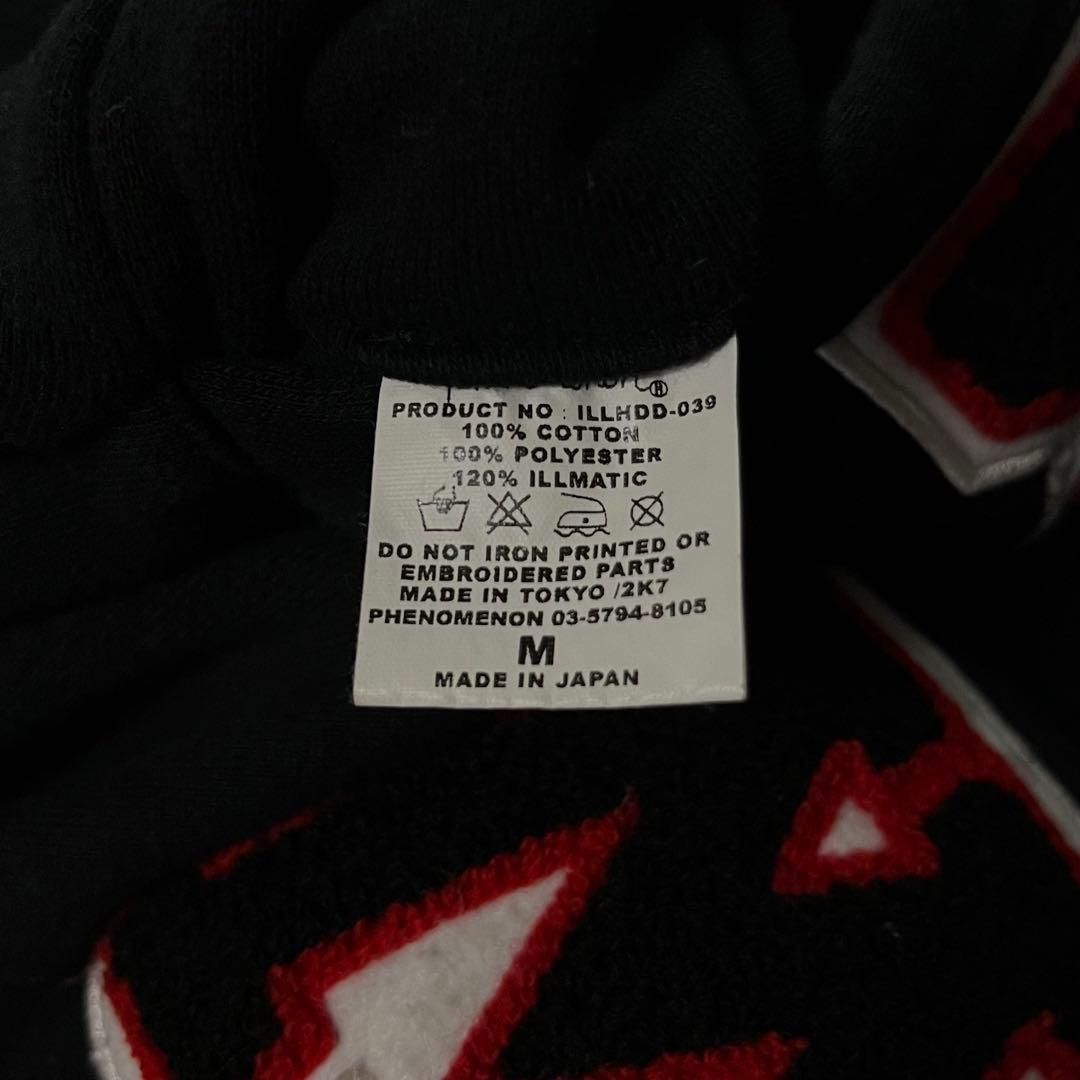 ®
PRODUCT NO : ILLHDD-039
100% COTTON
100% POLYESTER
120% ILLMATIC
DO NOT IRON PRINTED OR
EMBROIDERED PARTS
MADE IN TOKYO /2K7
PHENOMENON 03-5794-8105
M
MADE IN JAPAN